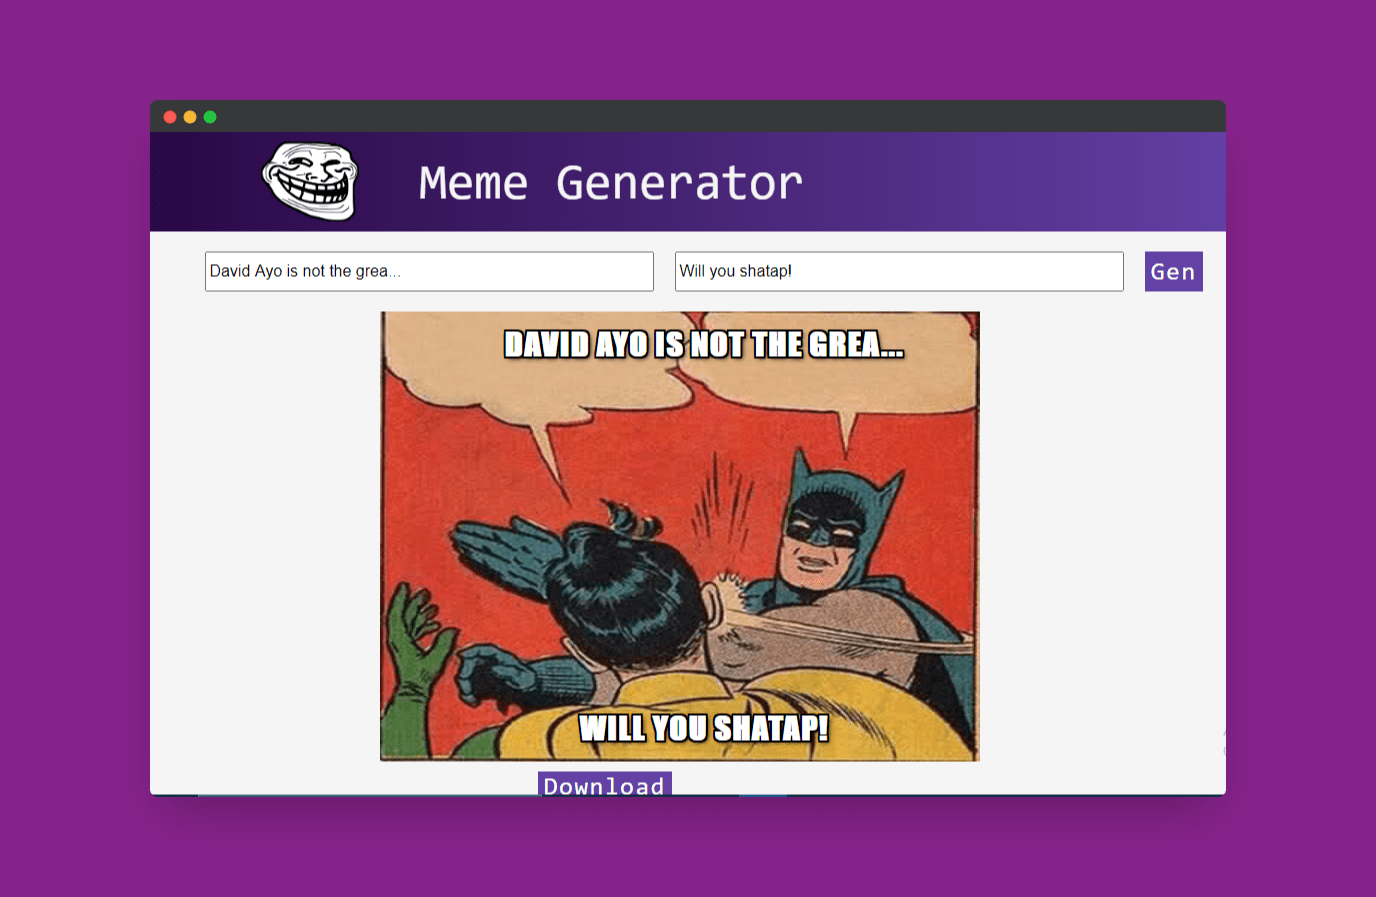 Meme Generator
David Ayo is not the grea...
Will you shatap!
Gen
DAVID AYO IS NOT THE GREA...
WILL YOU SHATAP!
Download